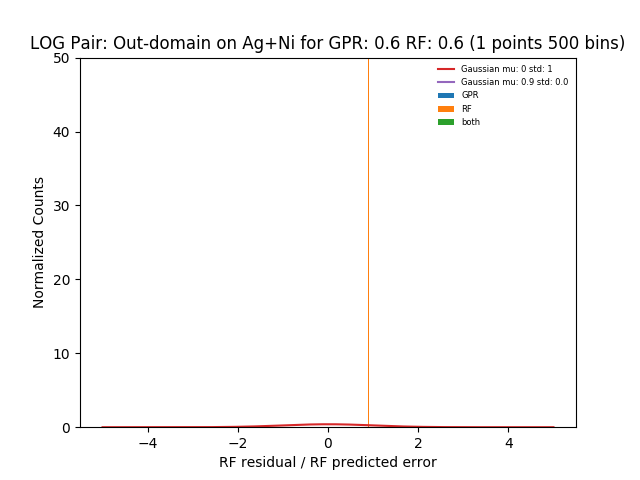 LOG Pair: Out-domain on Ag+Ni for GPR: 0.6 RF: 0.6 (1 points 500 bins)
50
40
30
20
10
0
Normalized Counts
Gaussian mu: 0 std: 1
Gaussian mu: 0.9 std: 0.0
GPR
RF
both
−4
−2
0
2
4
RF residual / RF predicted error